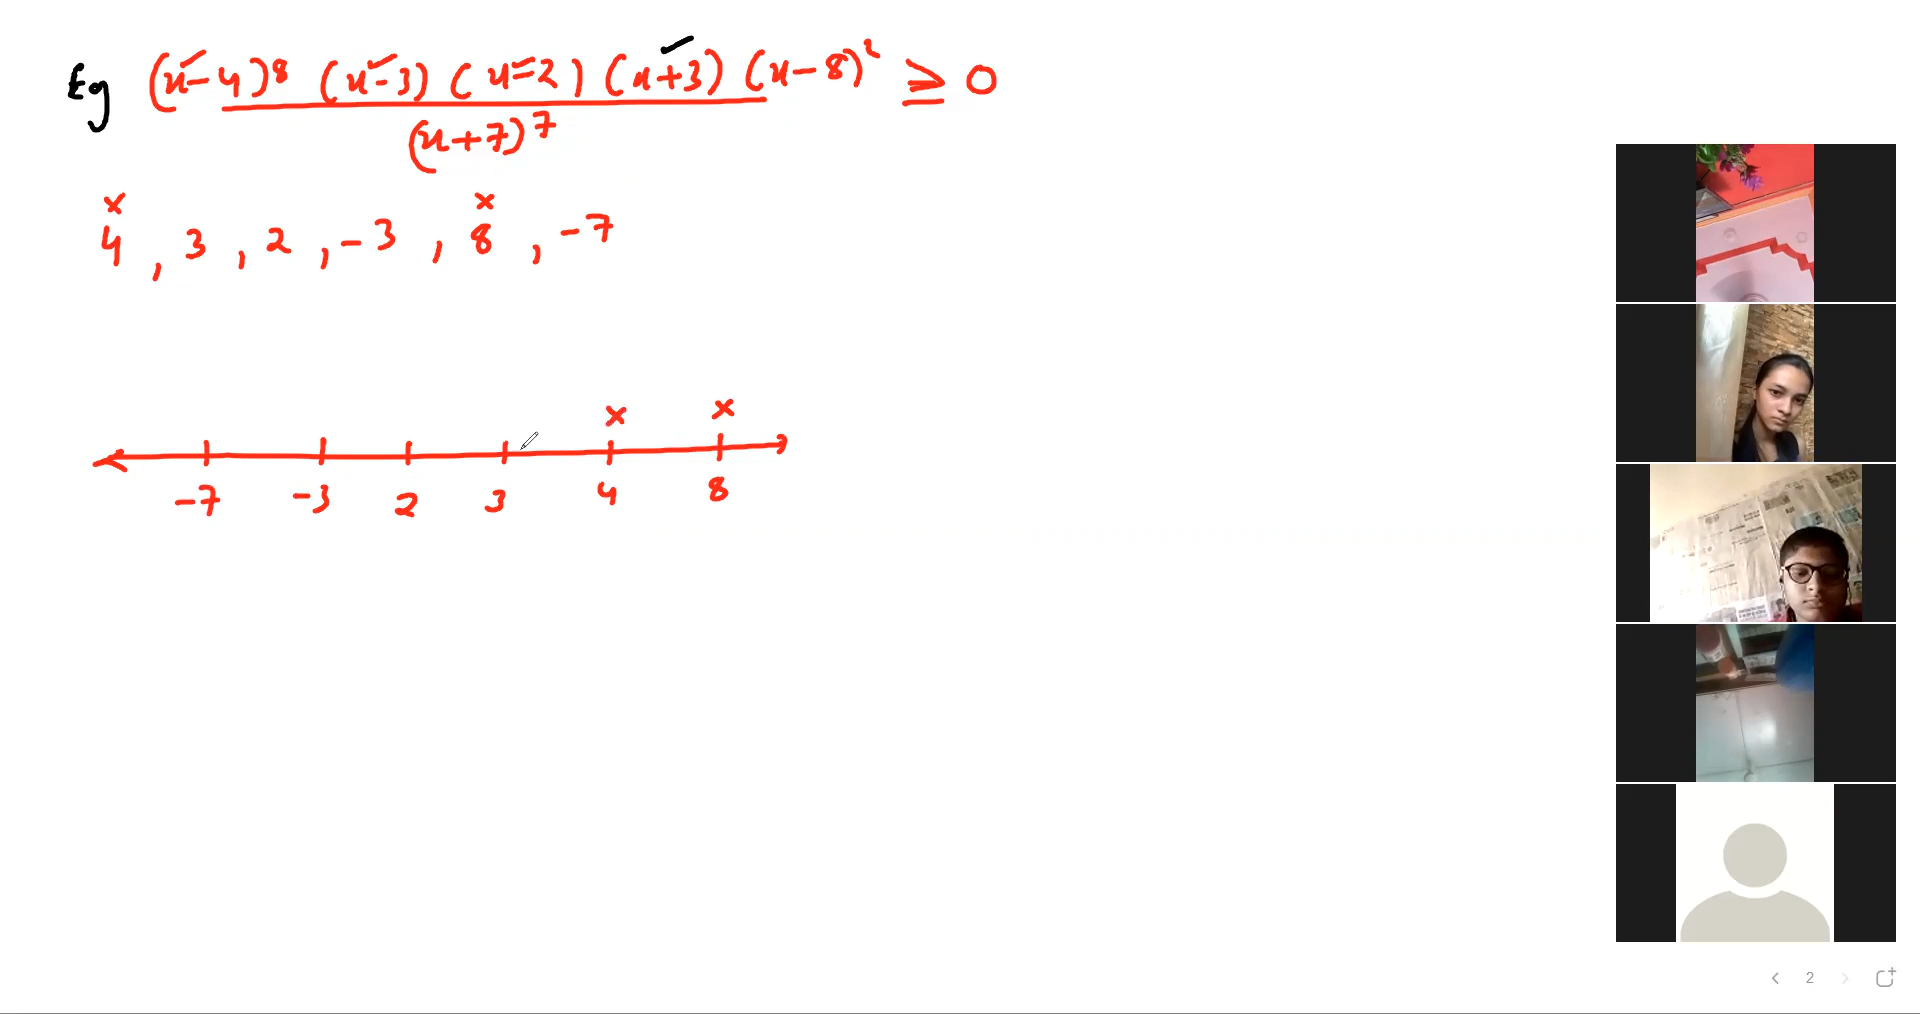 Eg (x-4)⁸ (x-3) (x-2) (x+3) (x-8)² ≥ 0
(x+7)⁷
x x
4 , 3 , 2 , -3 , 8 , -7
x x
-7 -3 2 3 4 8
2